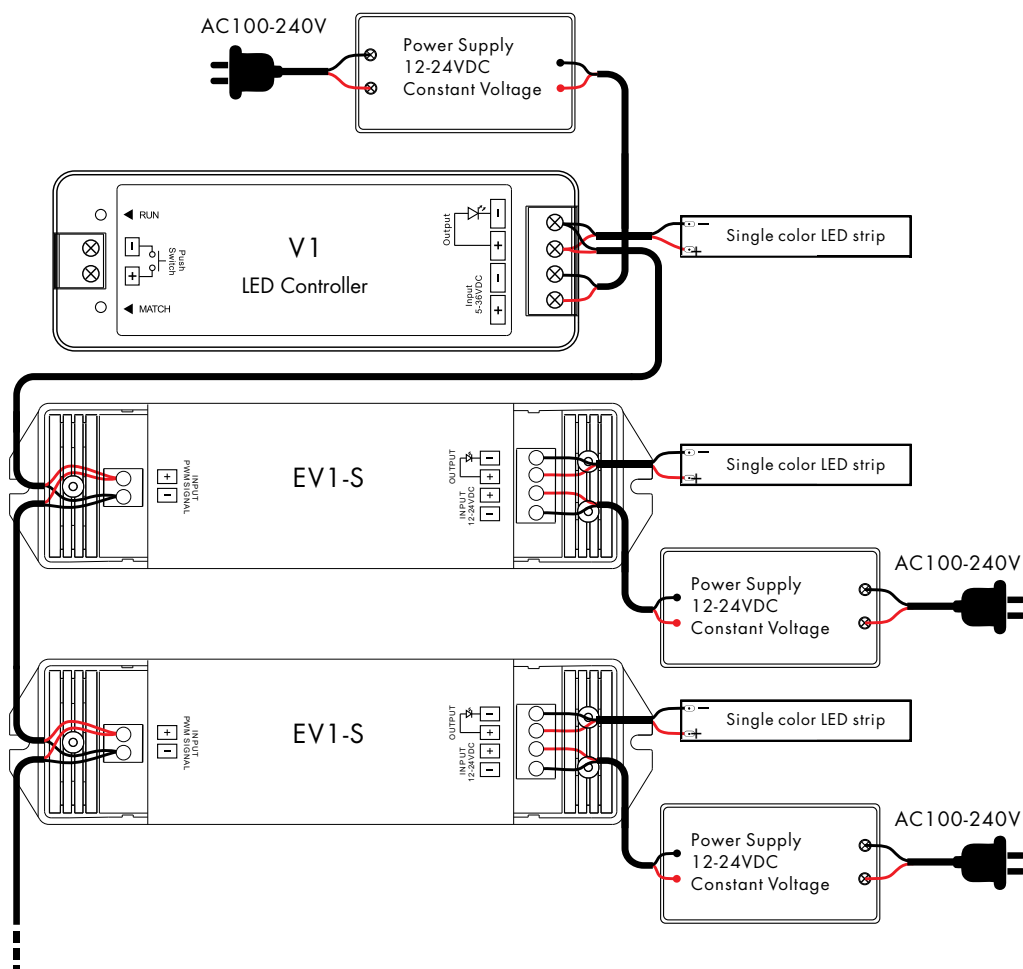 AC100-240V
Power Supply
12-24VDC
Constant Voltage
RUN
Push
Switch
MATCH
V1
LED Controller
Output
Input
5-36VDC
- Single color LED strip
+
INPUT
PWM SIGNAL
+
-
EV1-S
OUTPUT
INPUT
12-24VDC
-
+
+
-
- Single color LED strip
+
AC100-240V
Power Supply
12-24VDC
Constant Voltage
INPUT
PWM SIGNAL
+
-
EV1-S
OUTPUT
INPUT
12-24VDC
-
+
+
-
- Single color LED strip
+
AC100-240V
Power Supply
12-24VDC
Constant Voltage